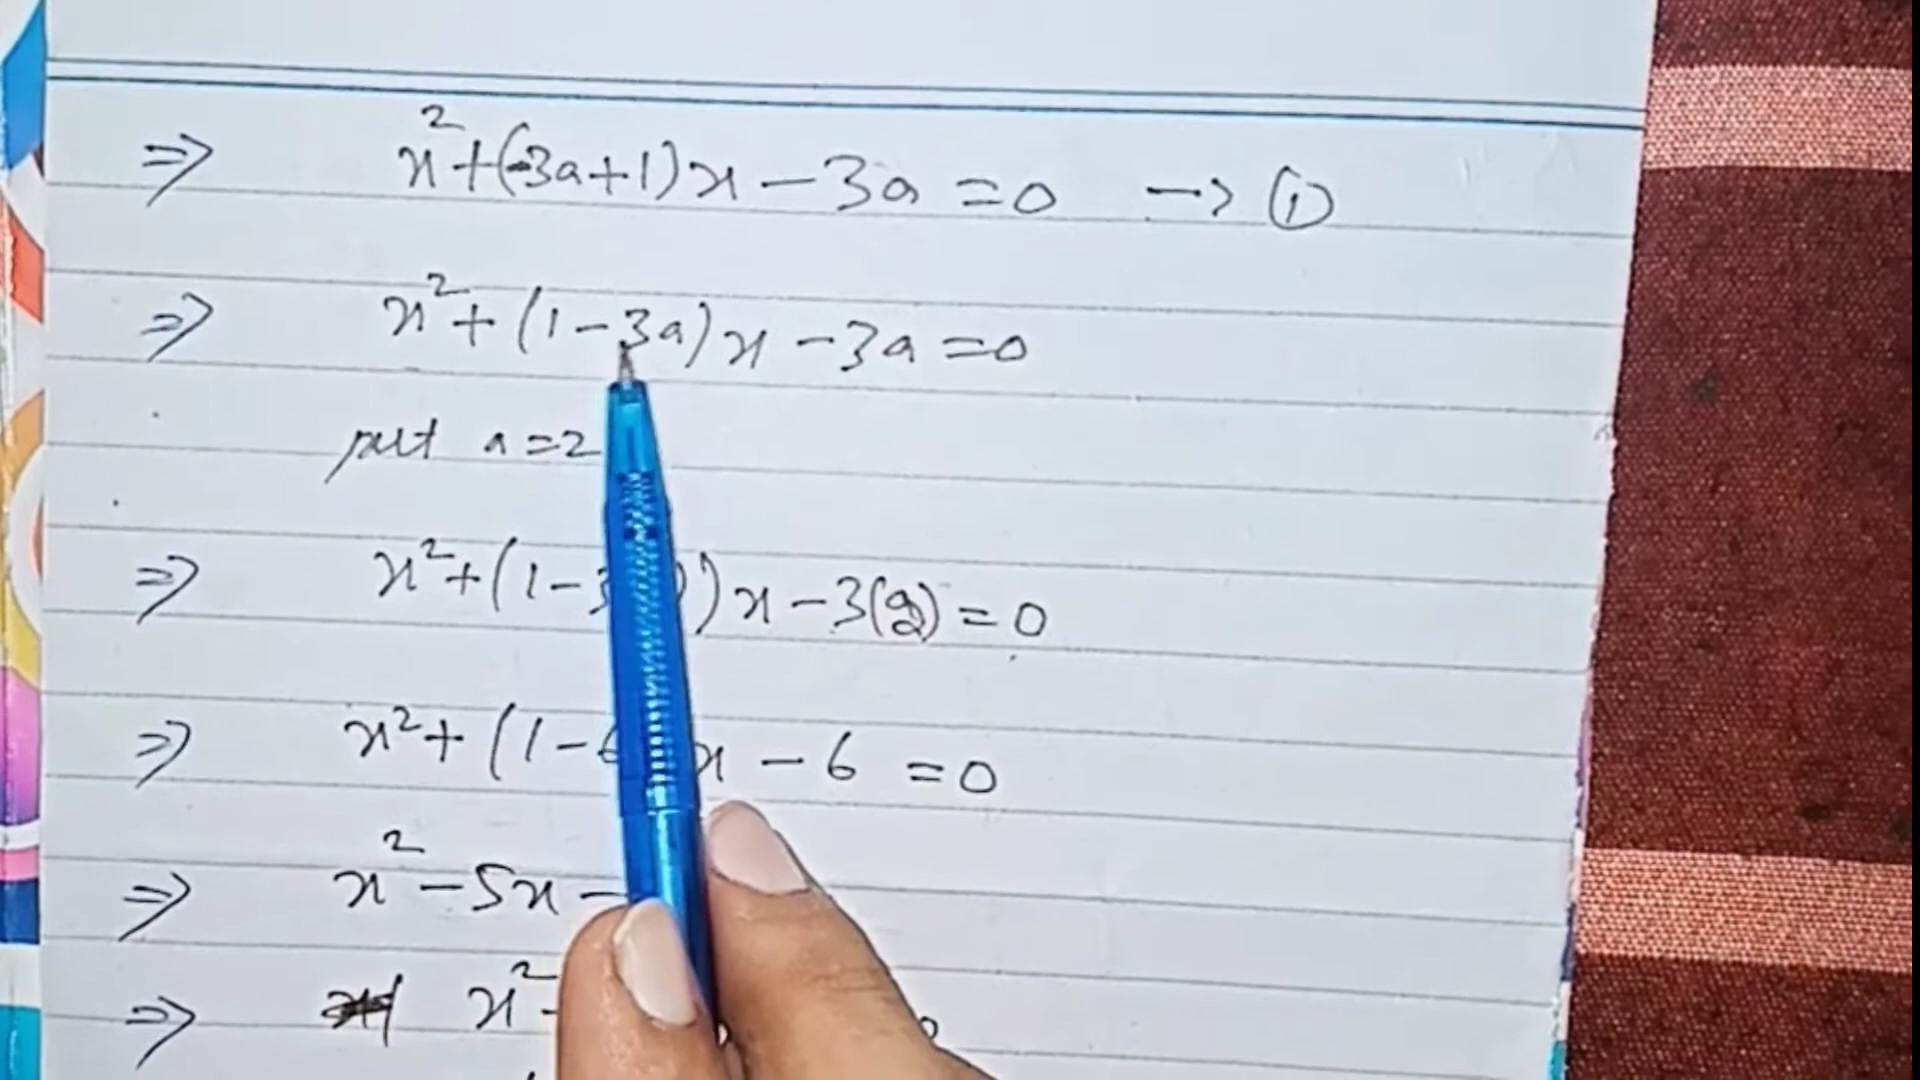 ⇒ x² + (-3a+1)x - 3a = 0 → ①
⇒ x² + (1-3a)x - 3a = 0
put a=2
⇒ x² + (1-3 )x - 3(2) = 0
⇒ x² + (1-6 x - 6 = 0
⇒ x² - 5x -
⇒ x² -